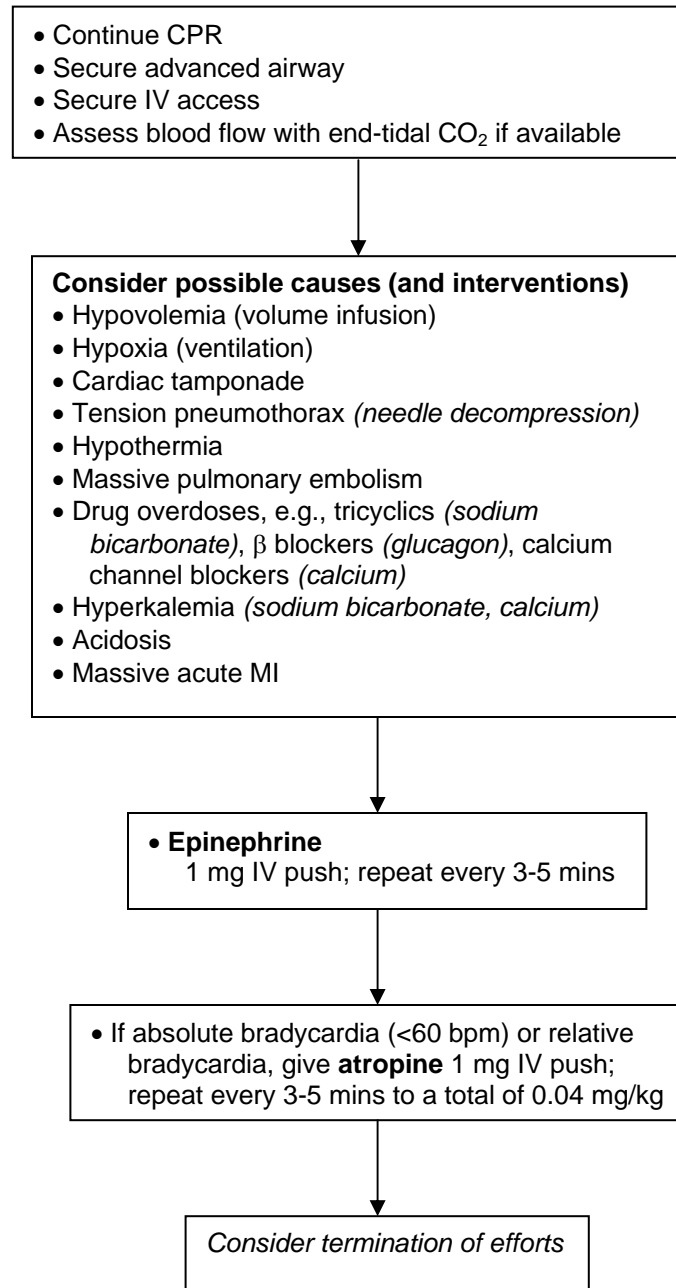 • Continue CPR
• Secure advanced airway
• Secure IV access
• Assess blood flow with end-tidal CO₂ if available
Consider possible causes (and interventions)
• Hypovolemia (volume infusion)
• Hypoxia (ventilation)
• Cardiac tamponade
• Tension pneumothorax (needle decompression)
• Hypothermia
• Massive pulmonary embolism
• Drug overdoses, e.g., tricyclics (sodium
bicarbonate), β blockers (glucagon), calcium
channel blockers (calcium)
• Hyperkalemia (sodium bicarbonate, calcium)
• Acidosis
• Massive acute MI
• Epinephrine
1 mg IV push; repeat every 3-5 mins
• If absolute bradycardia (<60 bpm) or relative
bradycardia, give atropine 1 mg IV push;
repeat every 3-5 mins to a total of 0.04 mg/kg
Consider termination of efforts